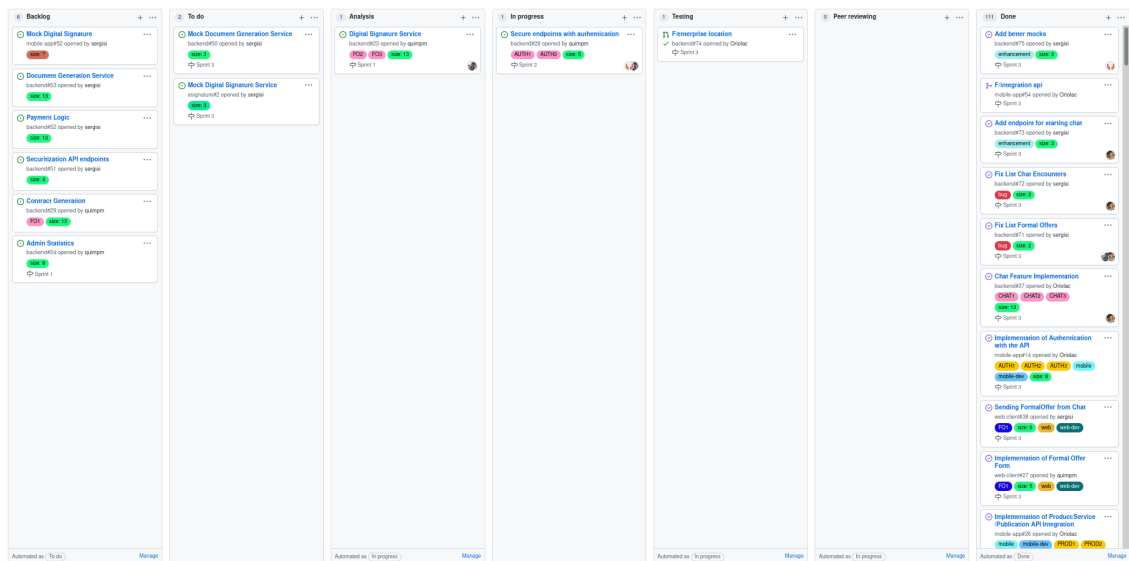 6 Backlog
Mock Digital Signature
mobile-app#52 opened by sergisi
size: ?
Document Generation Service
backend#53 opened by sergisi
size: 13
Payment Logic
backend#52 opened by sergisi
size: 13
Securitization API endpoints
backend#51 opened by sergisi
size: 3
Contract Generation
backend#29 opened by quimpm
FO1 size: 13
Admin Statistics
backend#24 opened by quimpm
size: 8
Sprint 1
Automated as To do Manage
2 To do
Mock Document Generation Service
backend#50 opened by sergisi
size: 3
Sprint 3
Mock Digital Signature Service
esignature#2 opened by sergisi
size: 3
Sprint 3
1 Analysis
Digital Signature Service
backend#23 opened by quimpm
FO2 FO3 size: 13
Sprint 1
Automated as In progress Manage
1 In progress
Secure endpoints with authentication
backend#28 opened by quimpm
AUTH1 AUTH2 size: 5
Sprint 2
Manage
1 Testing
F/enterprise location
backend#74 opened by Oriolac
Sprint 3
Automated as In progress Manage
0 Peer reviewing
Automated as In progress Manage
111 Done
Add better mocks
backend#75 opened by sergisi
enhancement size: 3
Sprint 3
F/integration api
mobile-app#54 opened by Oriolac
Sprint 3
Add endpoint for starting chat
backend#73 opened by sergisi
enhancement size: 3
Sprint 3
Fix List Chat Encounters
backend#72 opened by sergisi
bug size: 2
Sprint 3
Fix List Formal Offers
backend#71 opened by sergisi
bug size: 2
Sprint 3
Chat Feature Implementation
backend#37 opened by Oriolac
CHAT1 CHAT2 CHAT3
size: 13
Sprint 3
Implementation of Authentication
with the API
mobile-app#14 opened by Oriolac
AUTH1 AUTH2 AUTH3 mobile
mobile-dev size: 8
Sprint 3
Sending FormalOffer from Chat
web-client#38 opened by sergisi
FO1 size: 5 web web-dev
Sprint 3
Implementation of Formal Offer
Form
web-client#27 opened by quimpm
FO1 size: 5 web web-dev
Sprint 3
Implementation of Product/Service
/Publication API Integration
mobile-app#26 opened by Oriolac
mobile mobile-dev PROD1 PROD2
Automated as Done Manage